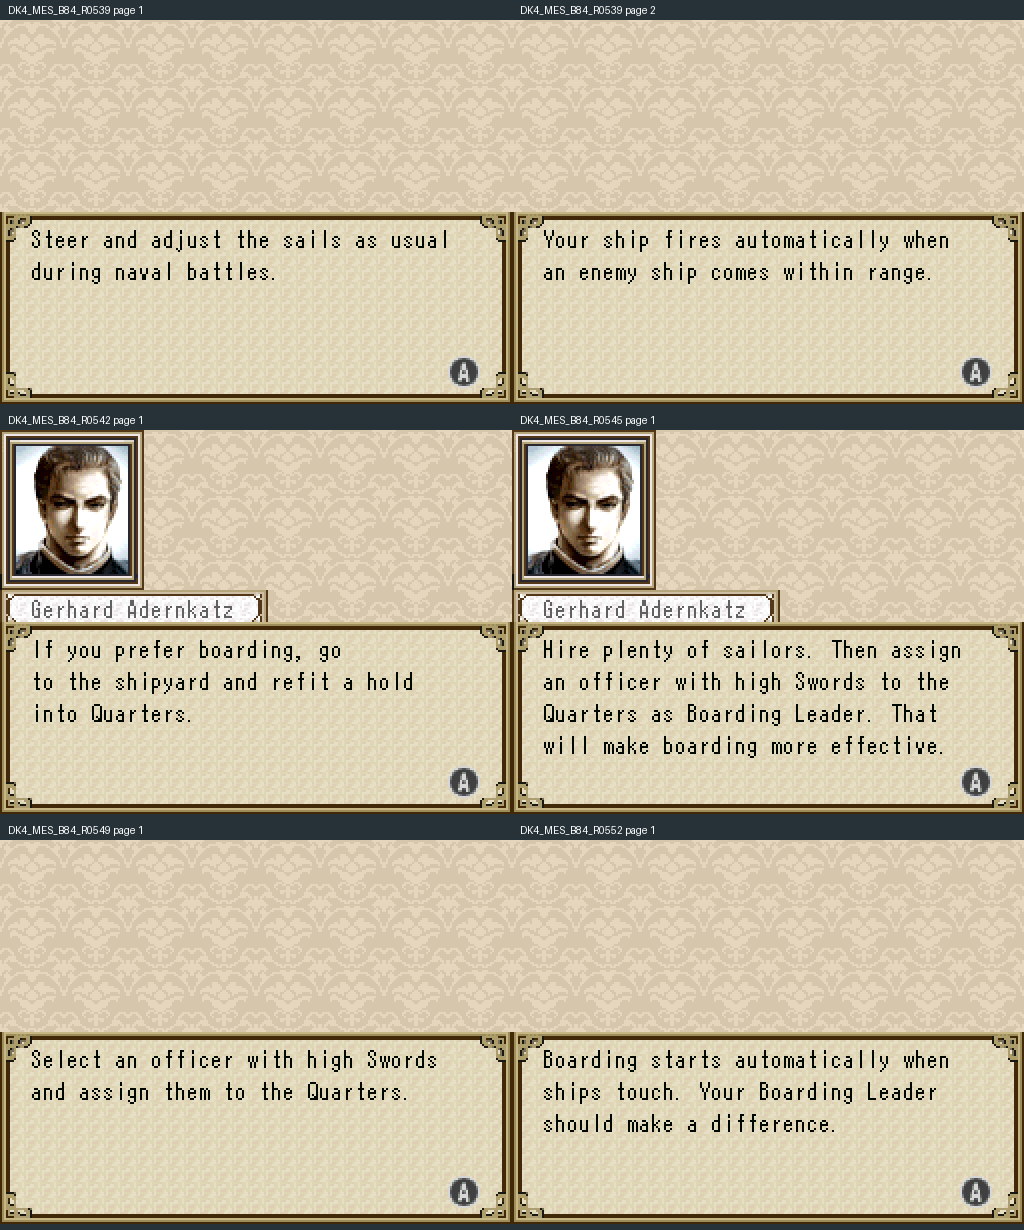 DK4_MES_B84_R0539 page 1
Steer and adjust the sails as usual
during naval battles.
A
DK4_MES_B84_R0539 page 2
Your ship fires automatically when
an enemy ship comes within range.
A
DK4_MES_B84_R0542 page 1
Gerhard Adernkatz
If you prefer boarding, go
to the shipyard and refit a hold
into Quarters.
A
DK4_MES_B84_R0545 page 1
Gerhard Adernkatz
Hire plenty of sailors. Then assign
an officer with high Swords to the
Quarters as Boarding Leader. That
will make boarding more effective.
A
DK4_MES_B84_R0549 page 1
Select an officer with high Swords
and assign them to the Quarters.
A
DK4_MES_B84_R0552 page 1
Boarding starts automatically when
ships touch. Your Boarding Leader
should make a difference.
A